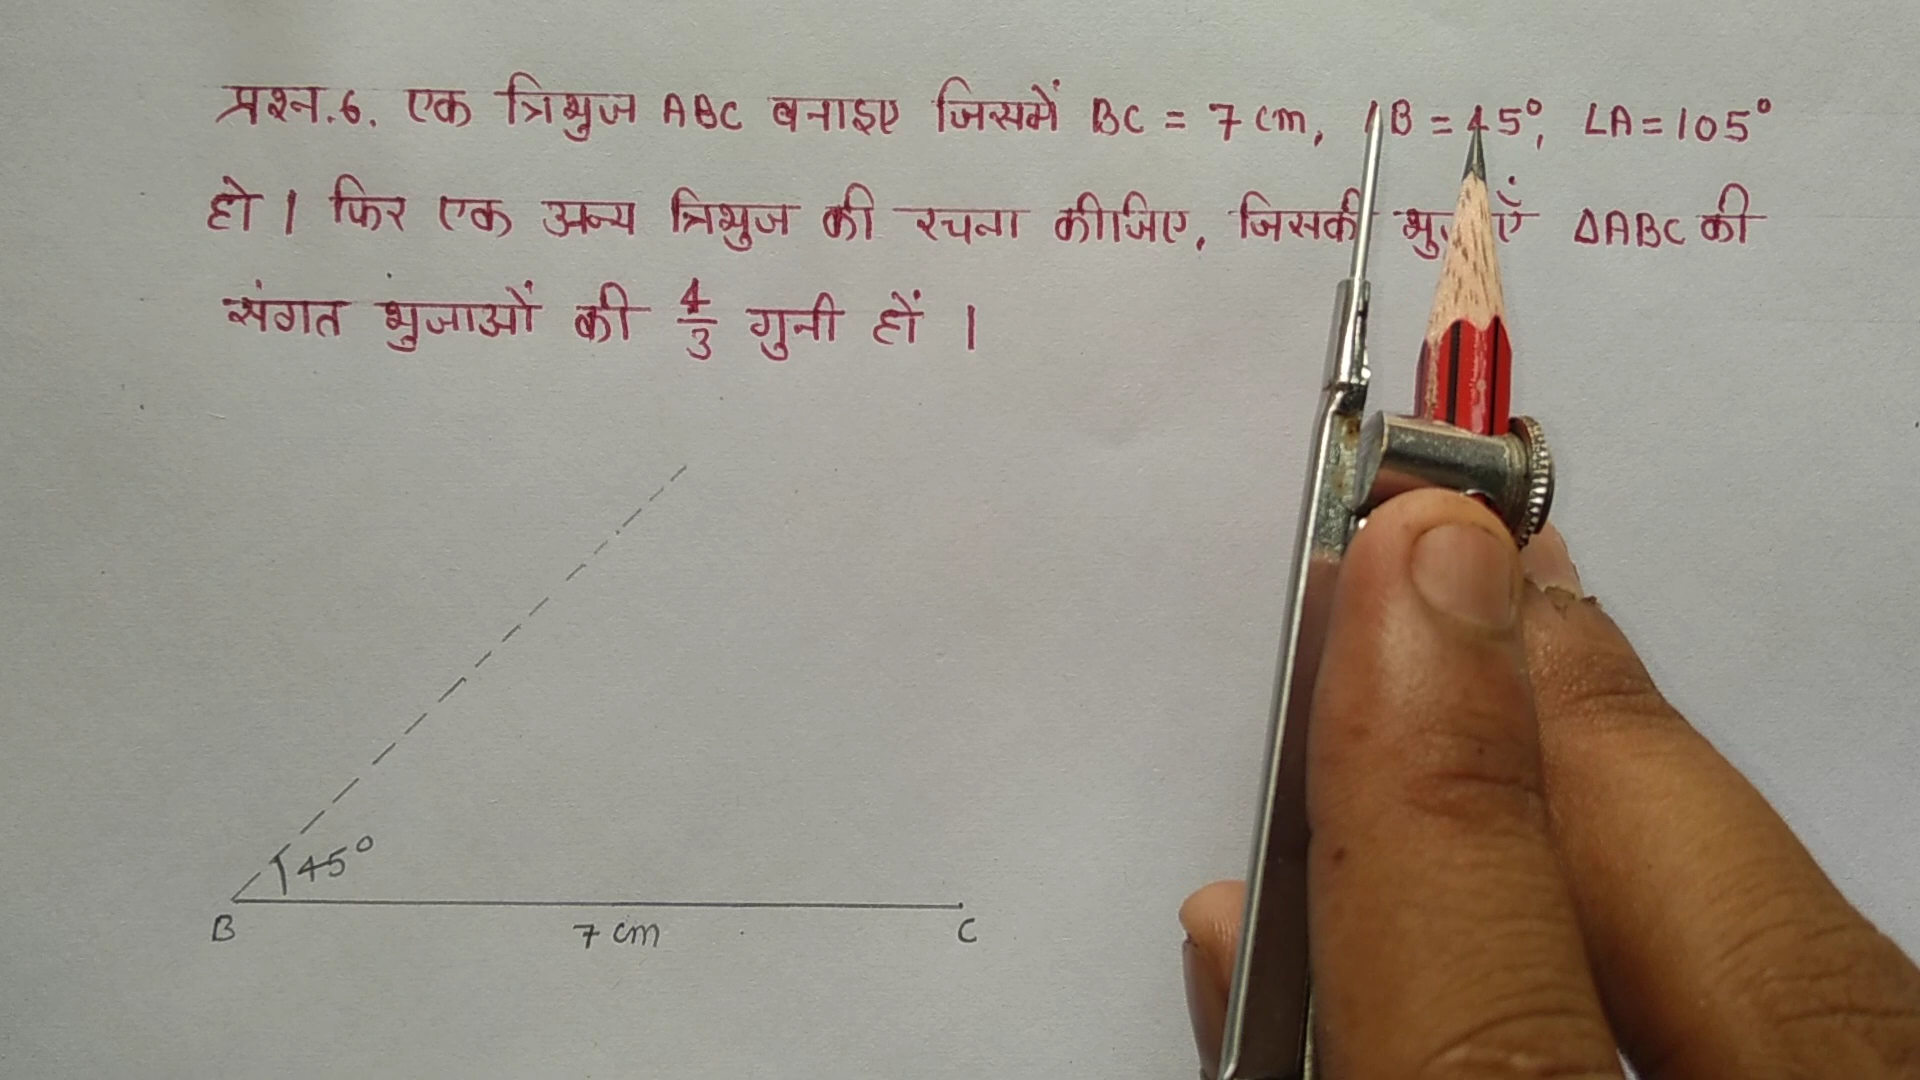 प्रश्न.6. एक त्रिभुज ABC बनाइए जिसमें BC = 7 cm, ∠B = 45°, ∠A = 105°
हो । फिर एक अन्य त्रिभुज की रचना कीजिए, जिसकी ΔABC की
संगत भुजाओं की 4/3 गुनी हों ।
45°
B 7 cm C